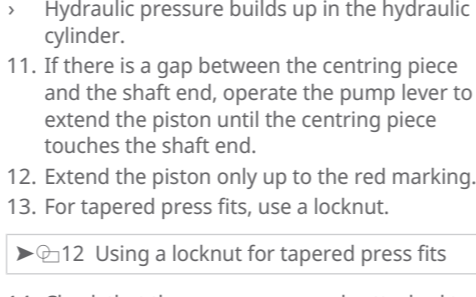 › Hydraulic pressure builds up in the hydraulic
cylinder.
11. If there is a gap between the centring piece
and the shaft end, operate the pump lever to
extend the piston until the centring piece
touches the shaft end.
12. Extend the piston only up to the red marking.
13. For tapered press fits, use a locknut.
➤ 12 Using a locknut for tapered press fits